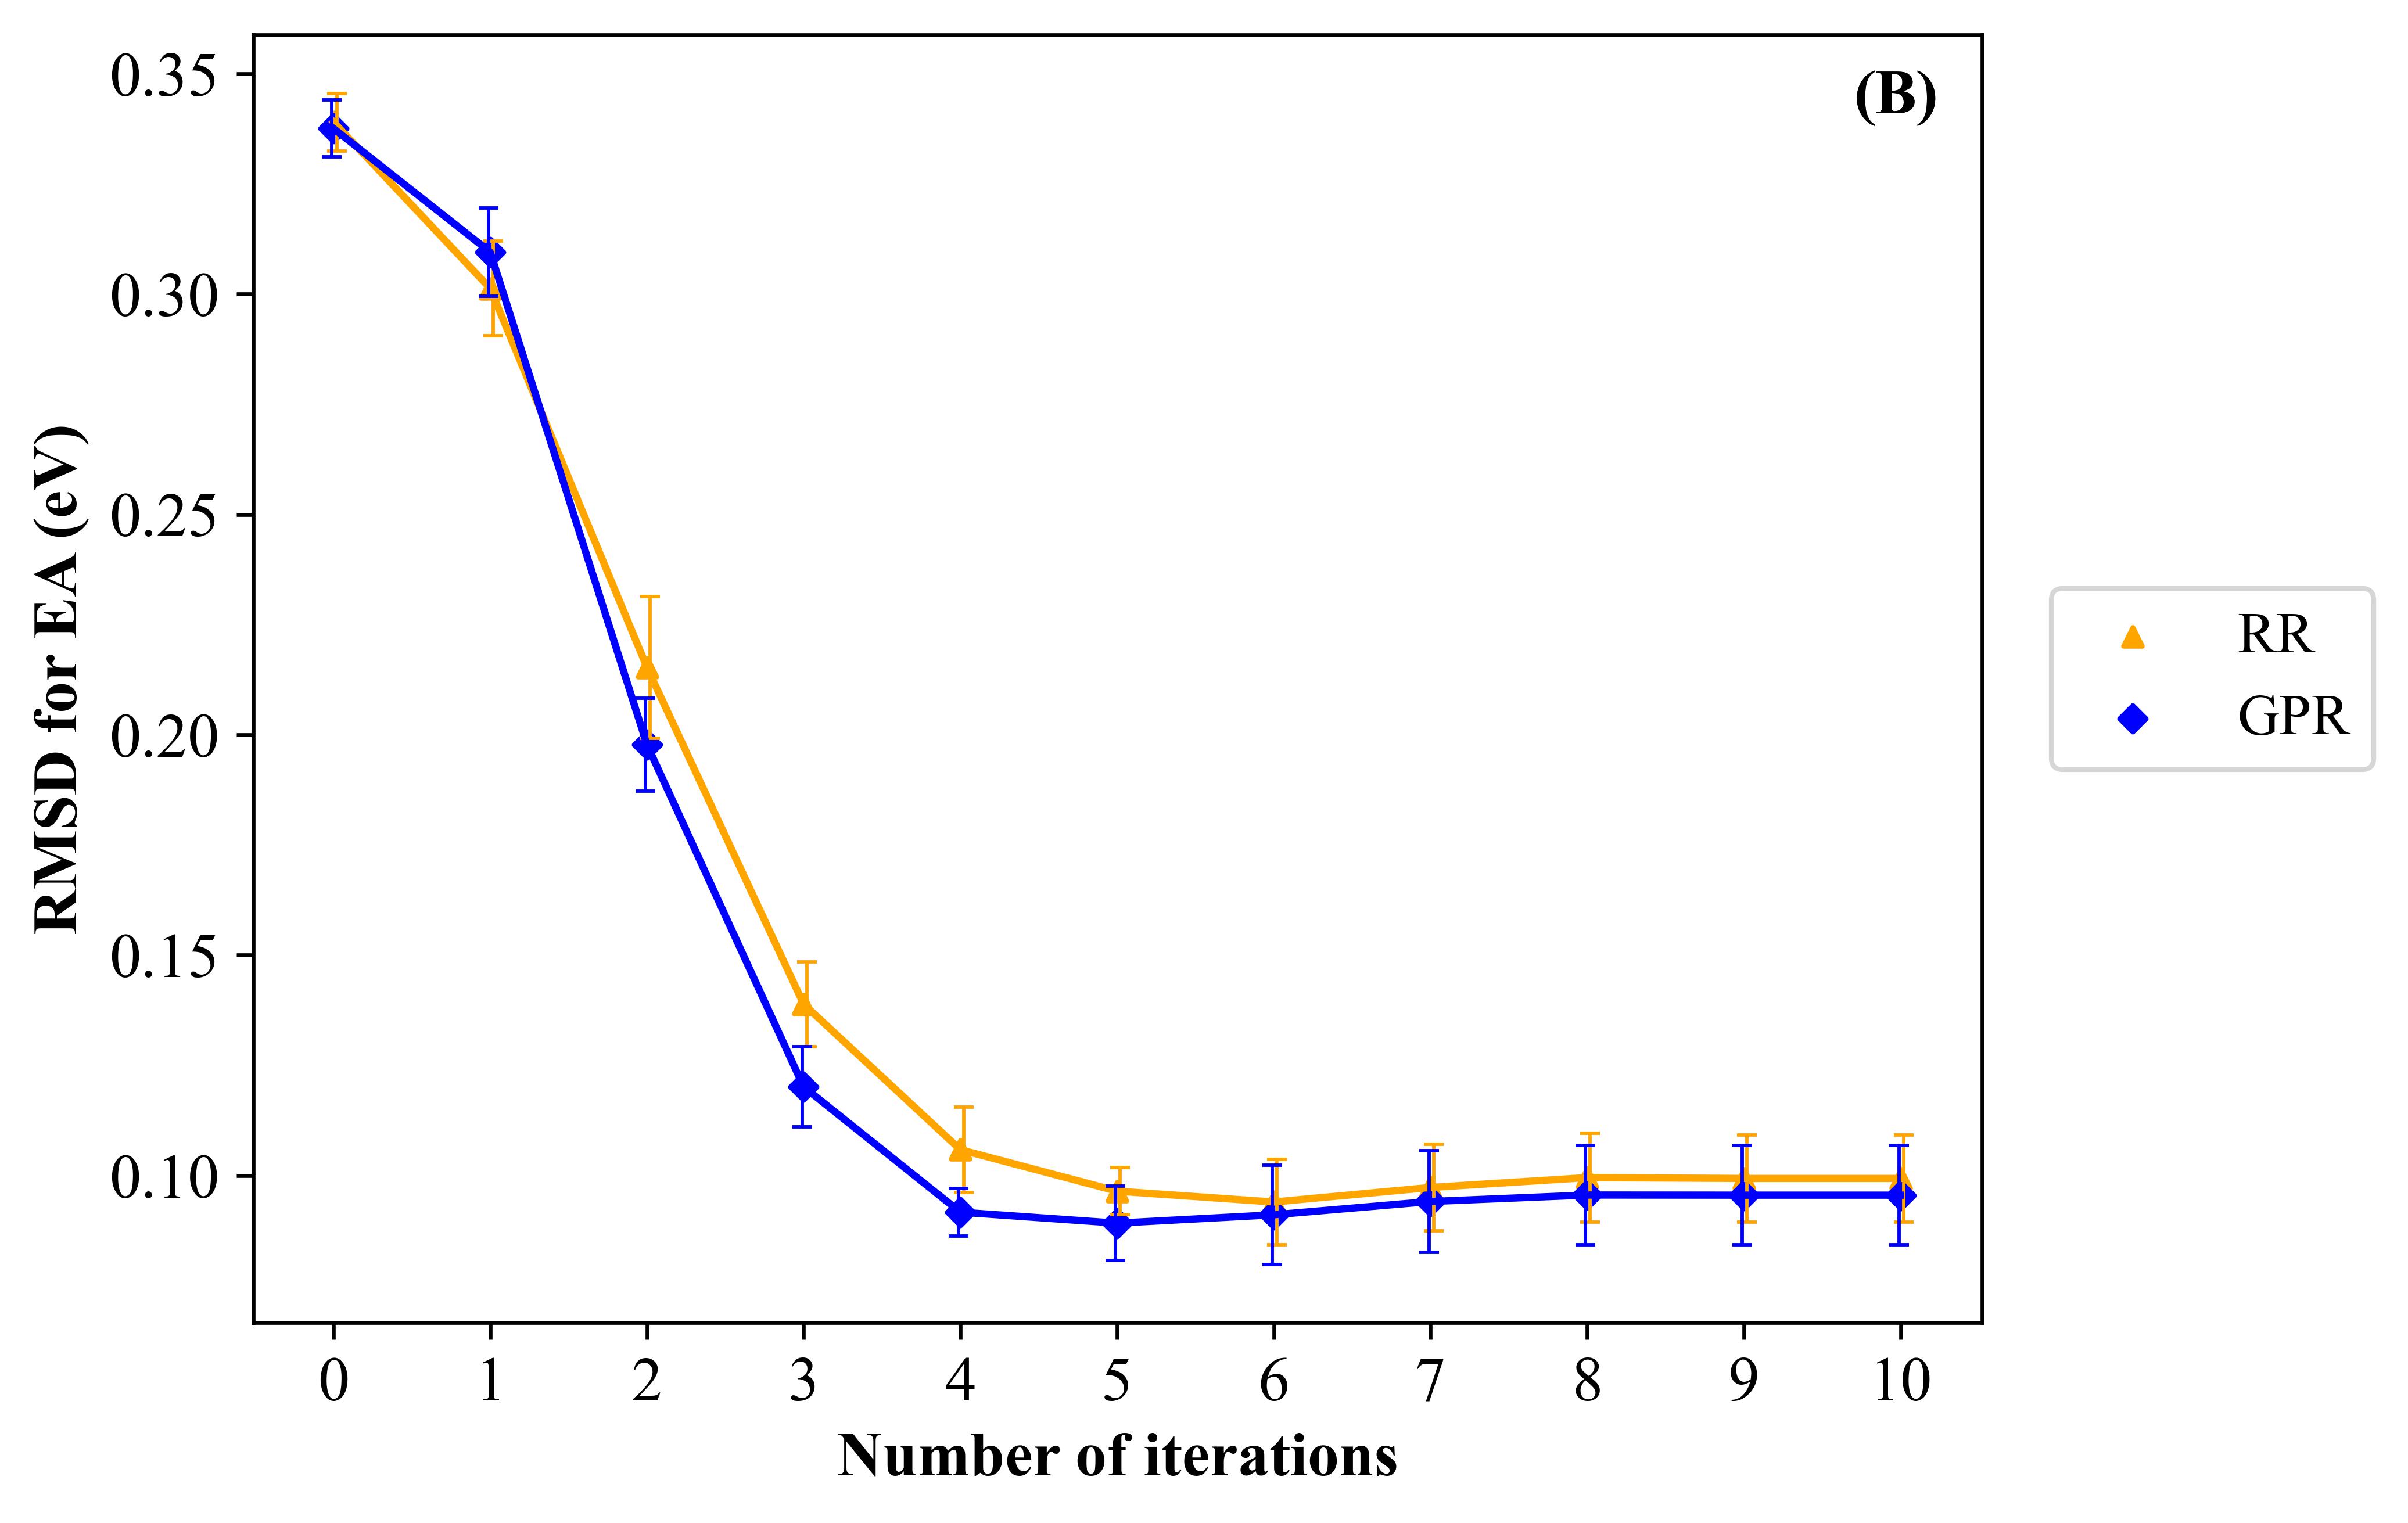 (B)
0.35
0.30
0.25
0.20
0.15
0.10
RMSD for EA (eV)
0 1 2 3 4 5 6 7 8 9 10
Number of iterations
RR
GPR